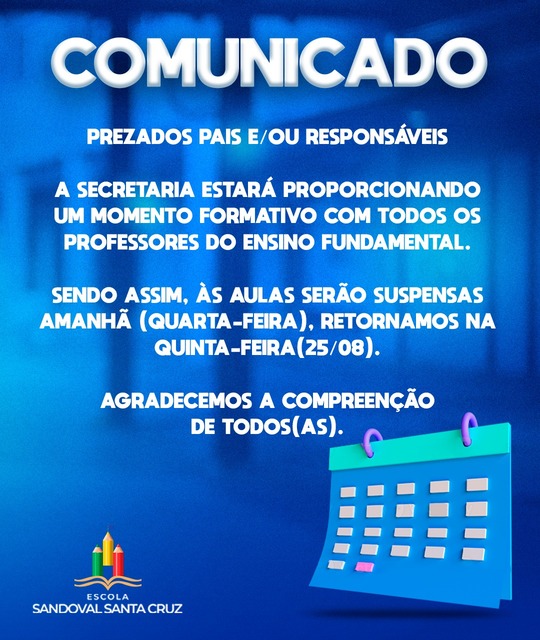 COMUNICADO
PREZADOS PAIS E/OU RESPONSÁVEIS
A SECRETARIA ESTARÁ PROPORCIONANDO
UM MOMENTO FORMATIVO COM TODOS OS
PROFESSORES DO ENSINO FUNDAMENTAL.
SENDO ASSIM, ÀS AULAS SERÃO SUSPENSAS
AMANHÃ (QUARTA-FEIRA), RETORNAMOS NA
QUINTA-FEIRA(25/08).
AGRADECEMOS A COMPREENÇÃO
DE TODOS(AS).
ESCOLA
SANDOVAL SANTA CRUZ